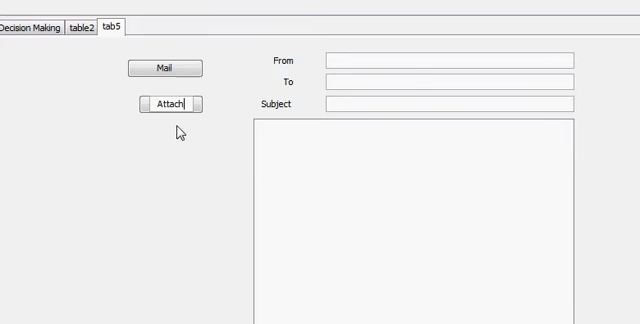 Decision Making table2 tab5
Mail
From
To
Attach
Subject